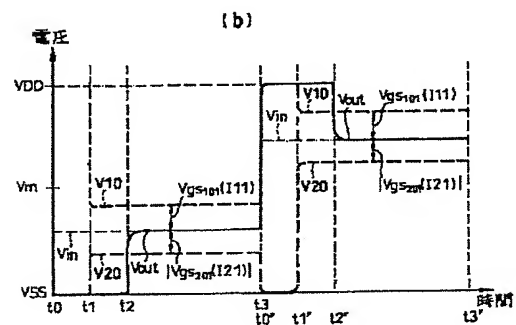 (b)
電圧
VDD
V10
Vgs101(I11)
Vout
Vin
Vm
V10
Vgs101(I11)
V20
|Vgs201(I21)|
Vin
V20
Vout
|Vgs201(I21)|
VSS
時間
t0
t1
t2
t3
t0'
t1'
t2'
t3'